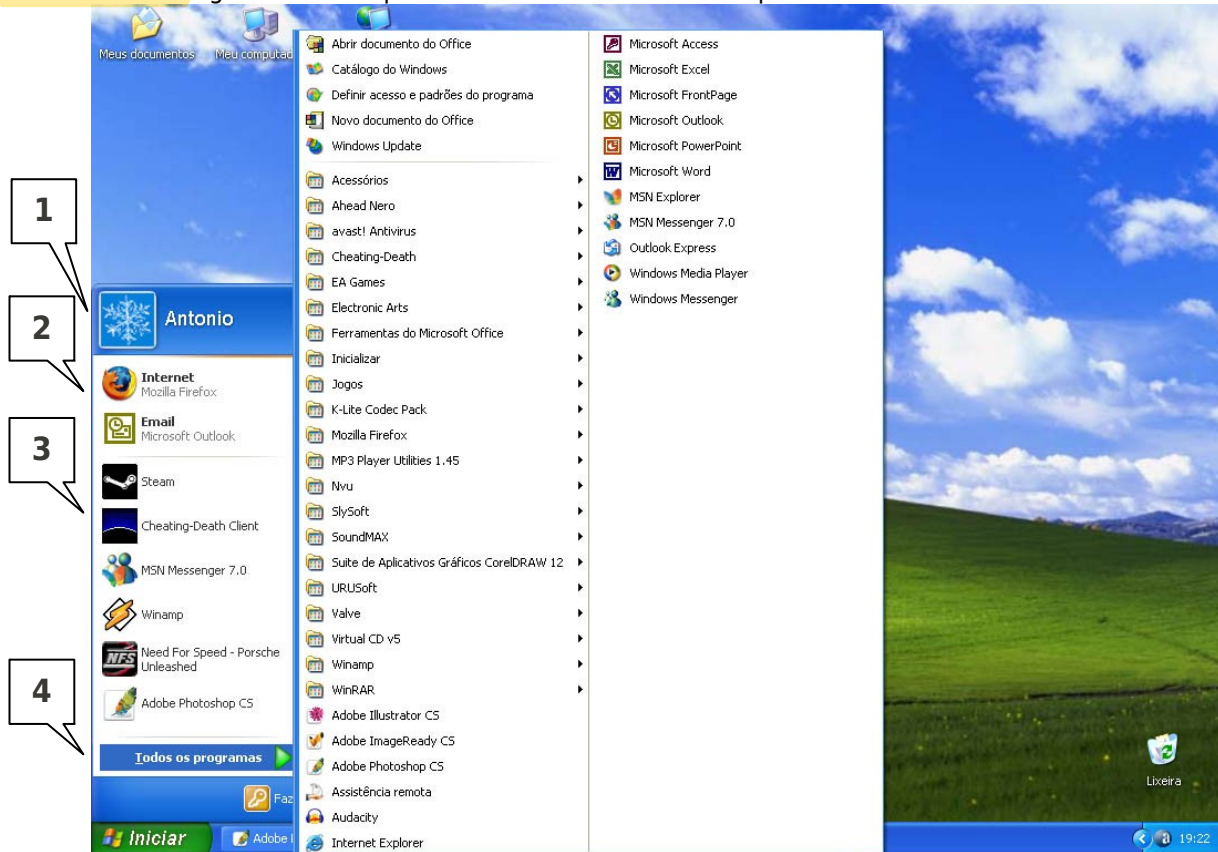 Meus documentos
Meu computad
Abrir documento do Office
Catálogo do Windows
Definir acesso e padrões do programa
Novo documento do Office
Windows Update
Acessórios
Ahead Nero
avast! Antivirus
Cheating-Death
EA Games
Electronic Arts
Ferramentas do Microsoft Office
Inicializar
Jogos
K-Lite Codec Pack
Mozilla Firefox
MP3 Player Utilities 1.45
Nvu
SlySoft
SoundMAX
Suite de Aplicativos Gráficos CorelDRAW 12
URUSoft
Valve
Virtual CD v5
Winamp
WinRAR
Adobe Illustrator CS
Adobe ImageReady CS
Adobe Photoshop CS
Assistência remota
Audacity
Internet Explorer
Microsoft Access
Microsoft Excel
Microsoft FrontPage
Microsoft Outlook
Microsoft PowerPoint
Microsoft Word
MSN Explorer
MSN Messenger 7.0
Outlook Express
Windows Media Player
Windows Messenger
1
2
3
4
Antonio
Internet
Mozilla Firefox
Email
Microsoft Outlook
Steam
Cheating-Death Client
MSN Messenger 7.0
Winamp
NFS
Need For Speed - Porsche
Unleashed
Adobe Photoshop CS
Todos os programas
Faz
Iniciar
Adobe I
Lixeira
19:22